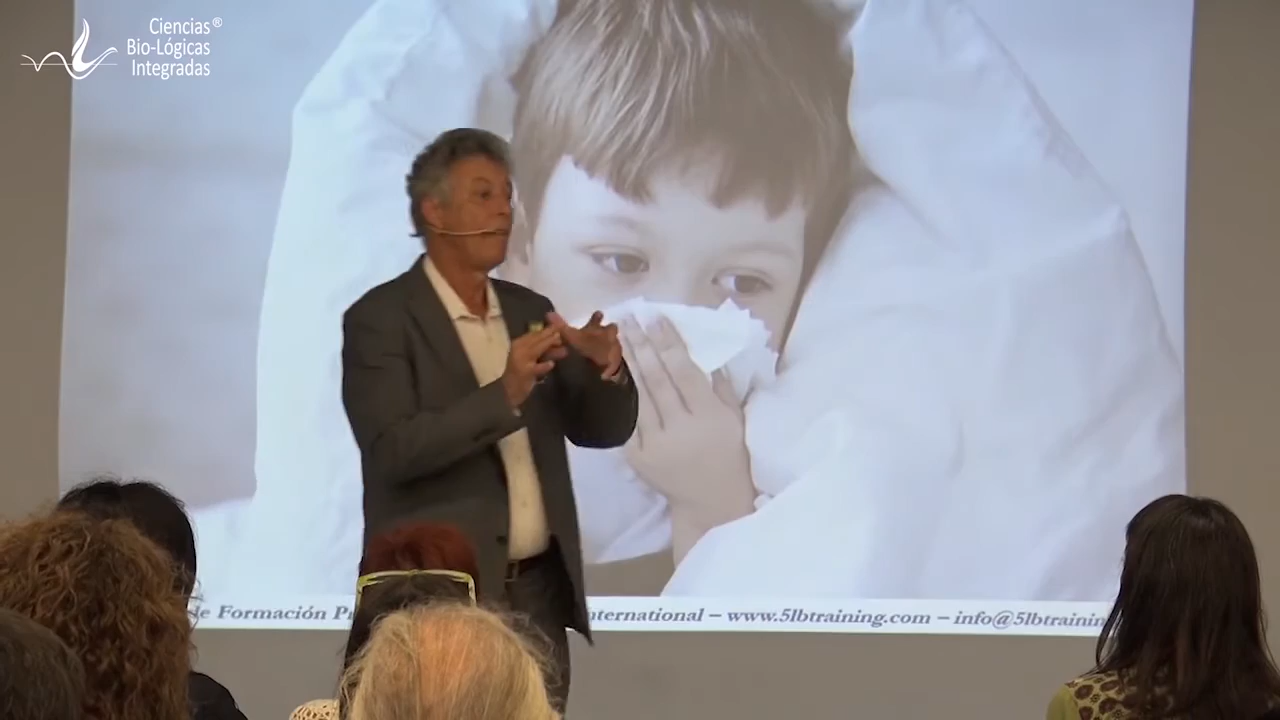 Ciencias®
Bio-Lógicas
Integradas
de Formación
International – www.5lbtraining.com – info@5lbtrainin